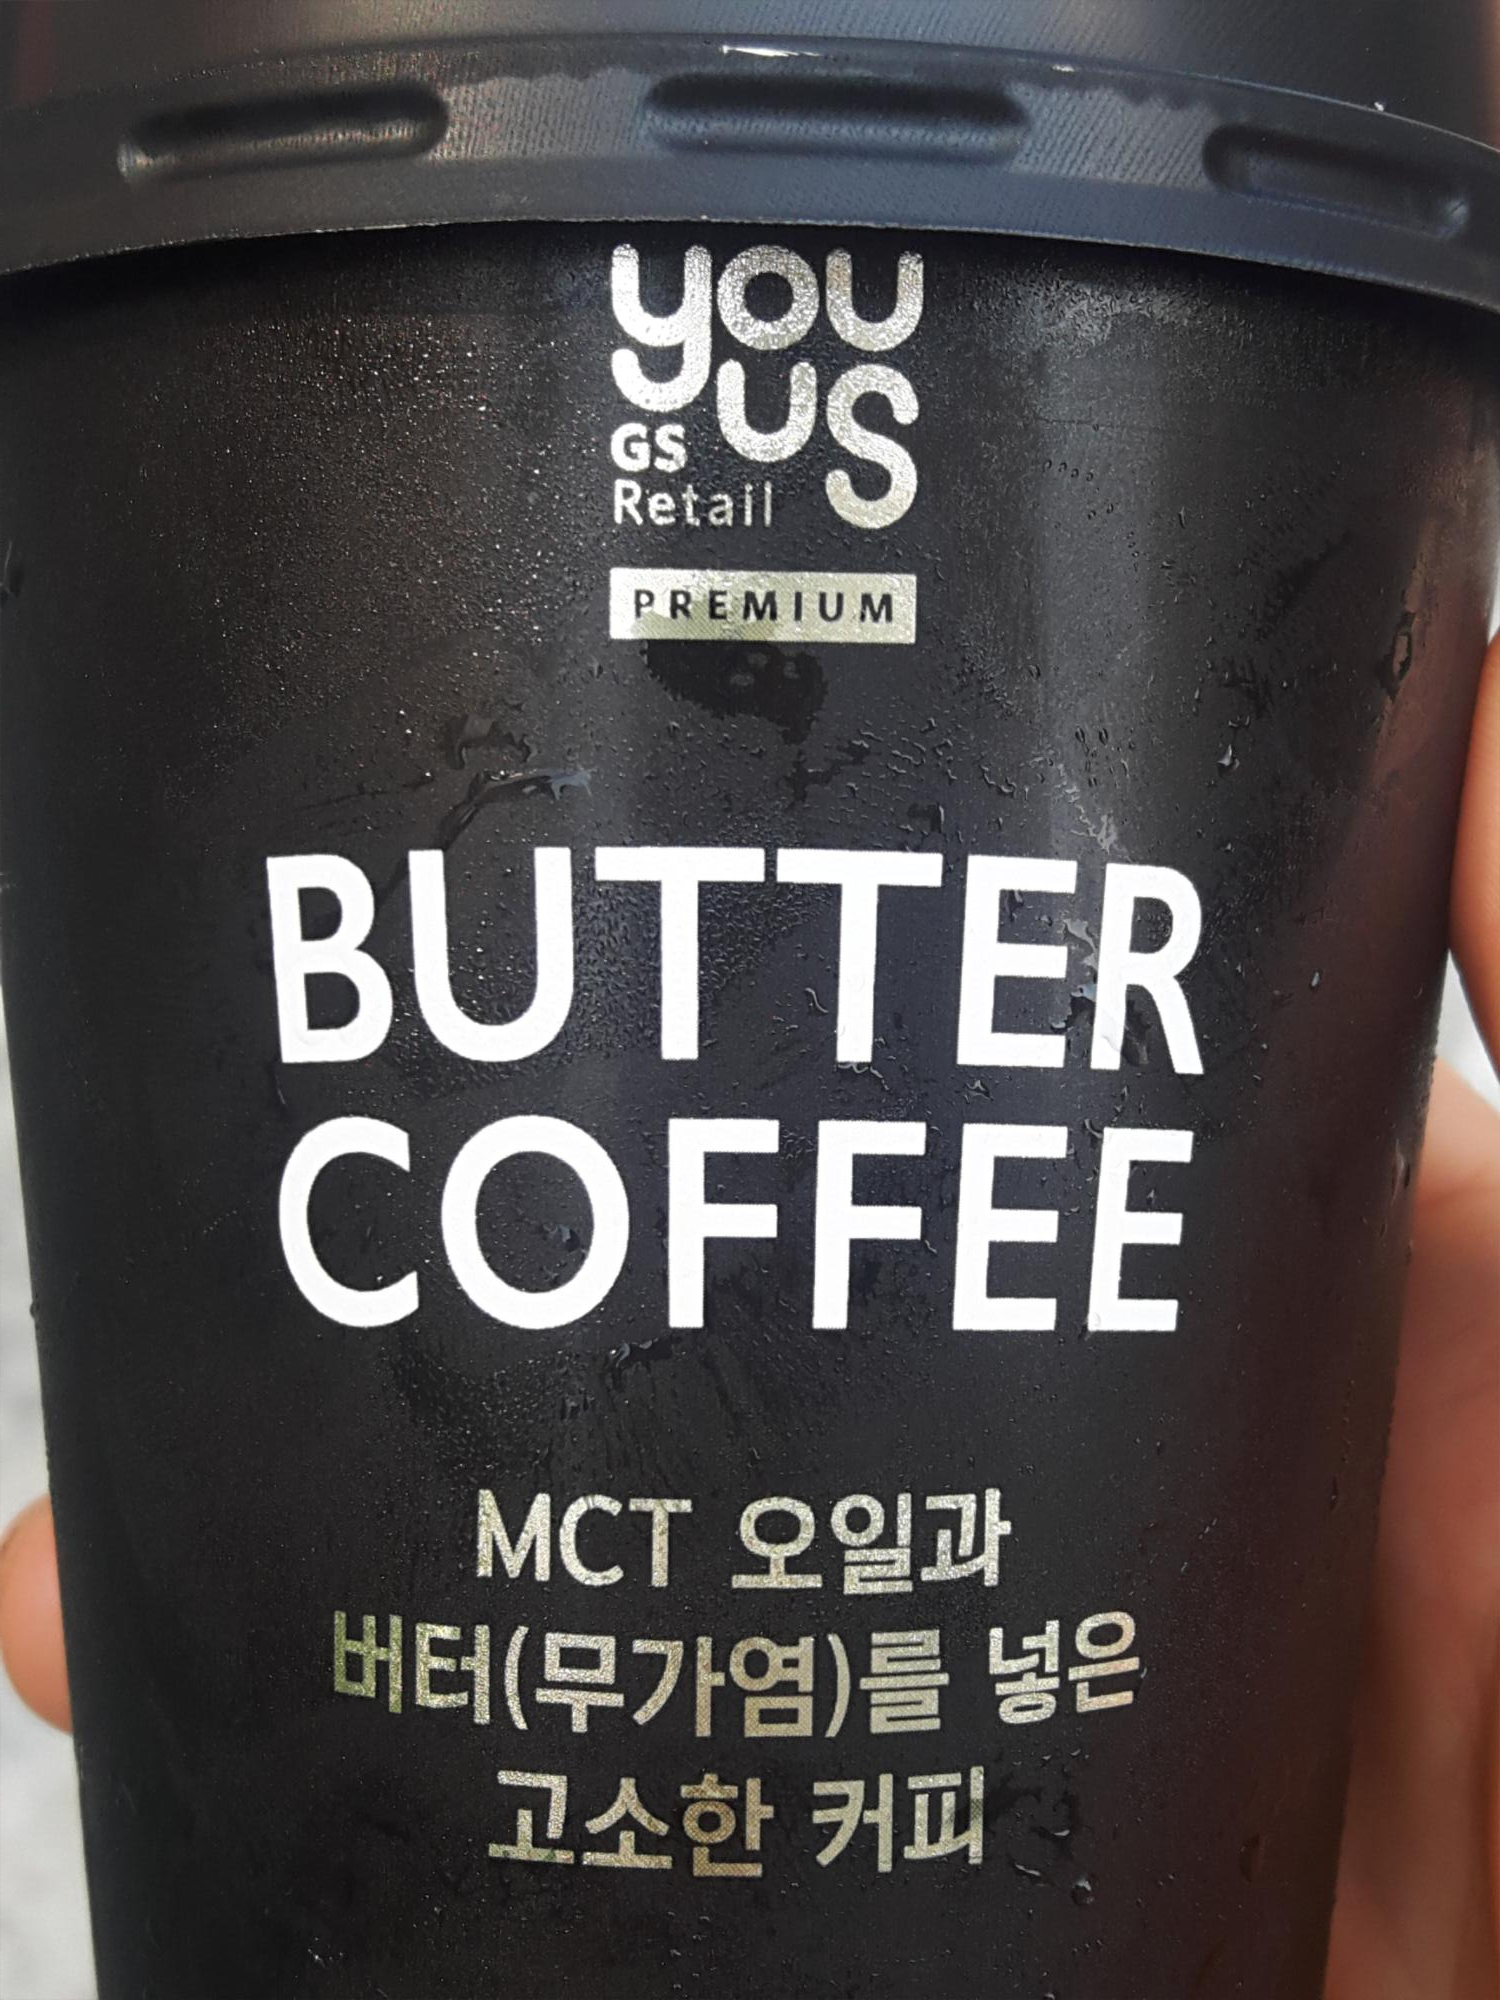 you
us
GS
Retail
PREMIUM
BUTTER
COFFEE
MCT 오일과
버터(무가염)를 넣은
고소한 커피